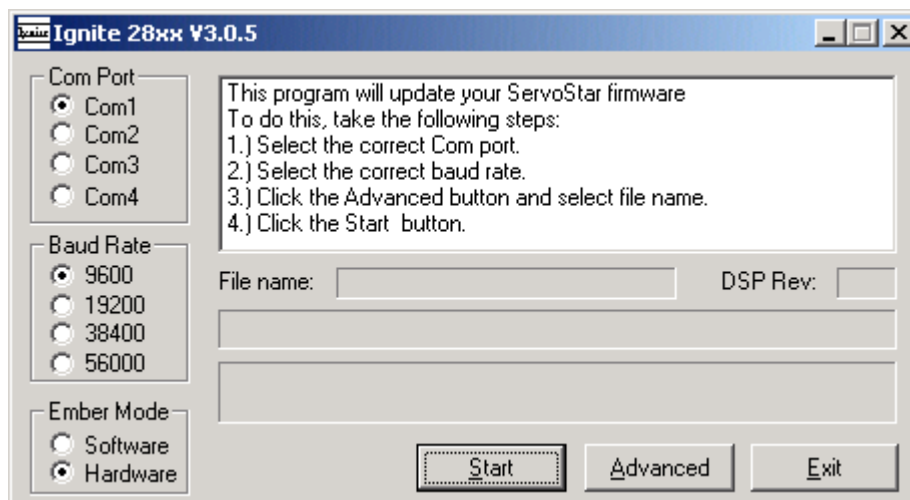 Ignite 28xx V3.0.5
Com Port
Com1
Com2
Com3
Com4
Baud Rate
9600
19200
38400
56000
Ember Mode
Software
Hardware
This program will update your ServoStar firmware
To do this, take the following steps:
1.) Select the correct Com port.
2.) Select the correct baud rate.
3.) Click the Advanced button and select file name.
4.) Click the Start  button.
File name:
DSP Rev:
Start
Advanced
Exit